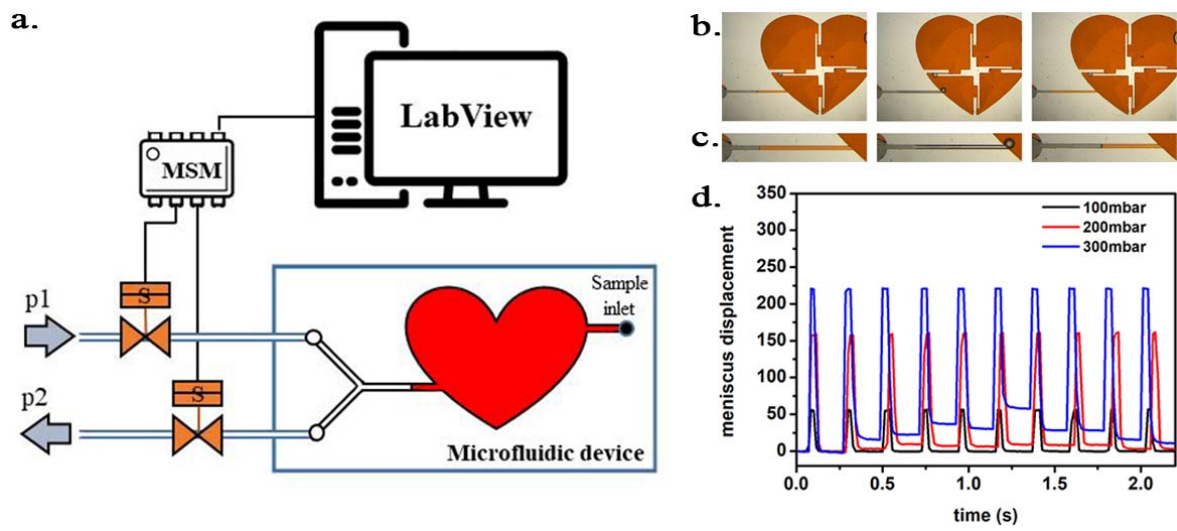 a.
LabView
MSM
S
p1
S
p2
Sample
inlet
Microfluidic device
b.
c.
d.
350
300
250
200
150
100
50
0
meniscus displacement
100mbar
200mbar
300mbar
0.0
0.5
1.0
1.5
2.0
time (s)